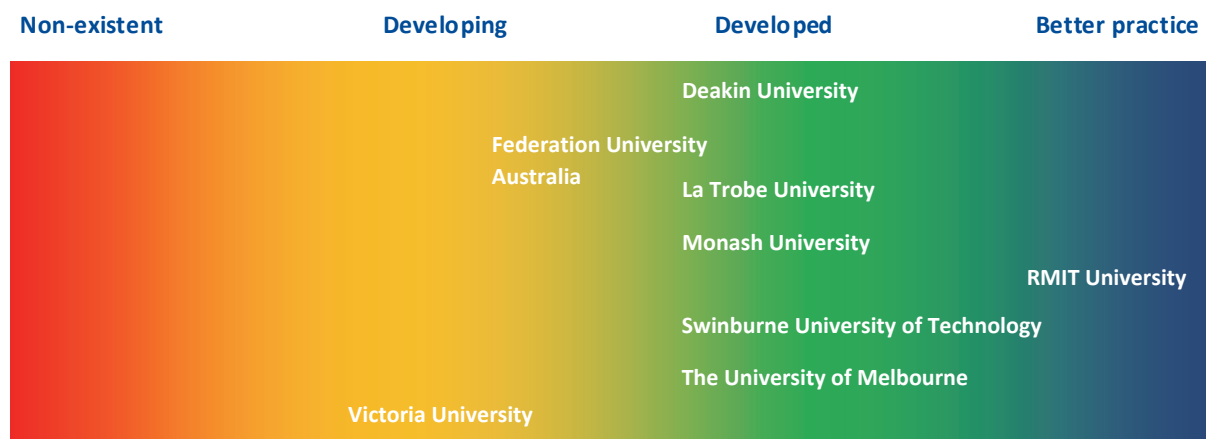 Non-existent Developing Developed Better practice
Deakin University
Federation University
Australia
La Trobe University
Monash University
RMIT University
Swinburne University of Technology
The University of Melbourne
Victoria University